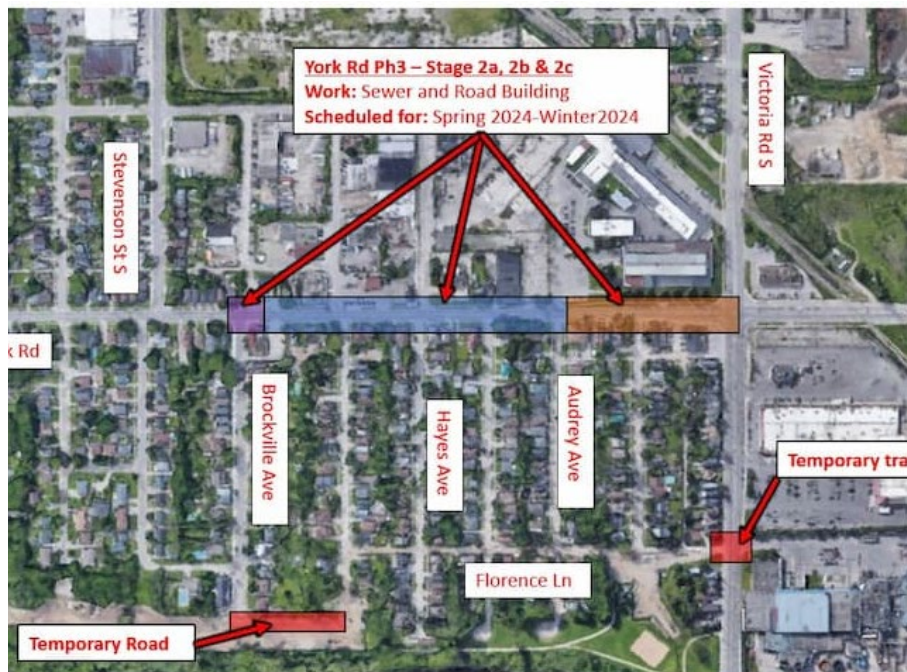 York Rd Ph3 – Stage 2a, 2b & 2c
Work: Sewer and Road Building
Scheduled for: Spring 2024-Winter2024
Victoria Rd S
Stevenson St S
k Rd
Brockville Ave
Hayes Ave
Audrey Ave
Temporary tra
Florence Ln
Temporary Road